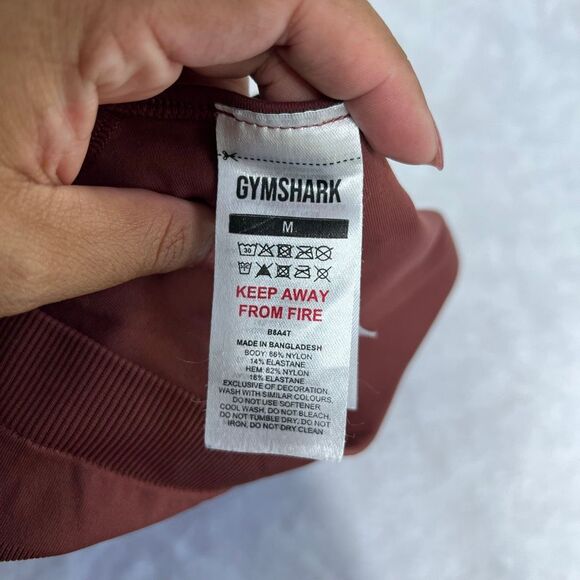 GYMSHARK
M
30
KEEP AWAY
FROM FIRE
B8A4T
MADE IN BANGLADESH
BODY: 86% NYLON
14% ELASTANE
HEM: 82% NYLON
18% ELASTANE
EXCLUSIVE OF DECORATION.
WASH WITH SIMILAR COLOURS.
DO NOT USE SOFTENER
COOL WASH. DO NOT BLEACH.
DO NOT TUMBLE DRY. DO NOT
IRON. DO NOT DRY CLEAN